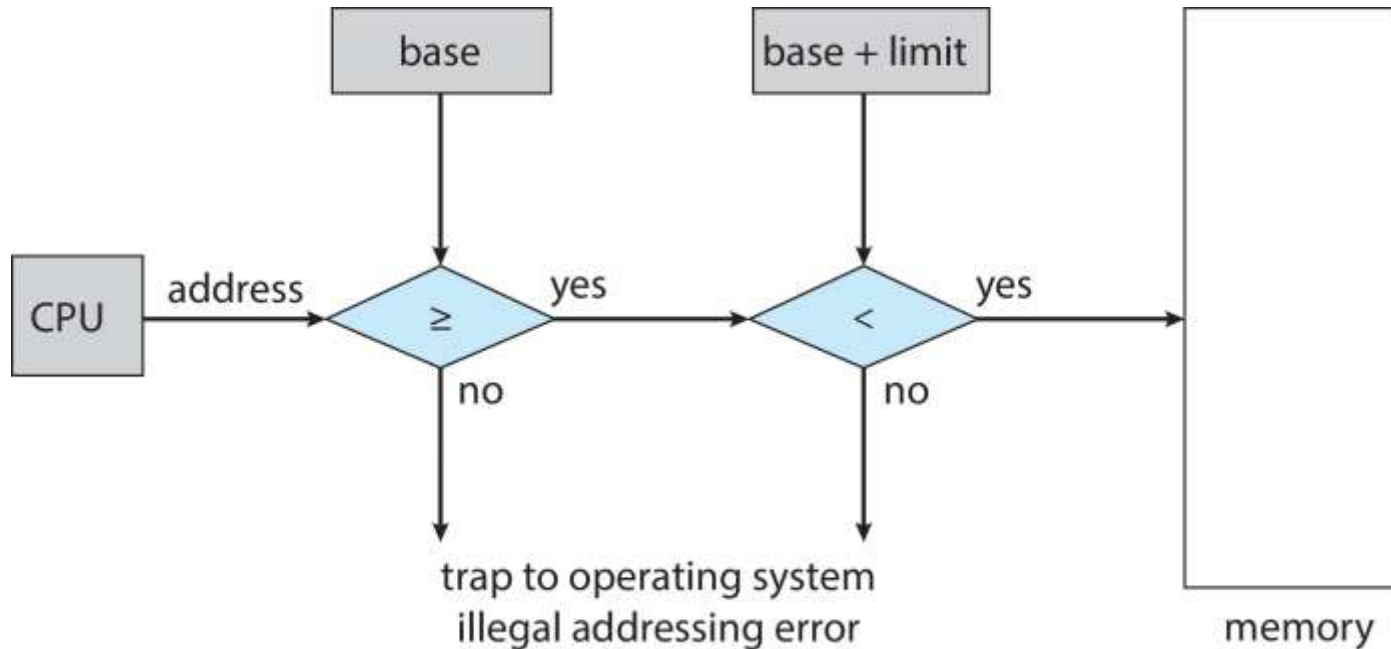 base
base + limit
CPU
address
≥
yes
<
yes
no
no
trap to operating system
illegal addressing error
memory